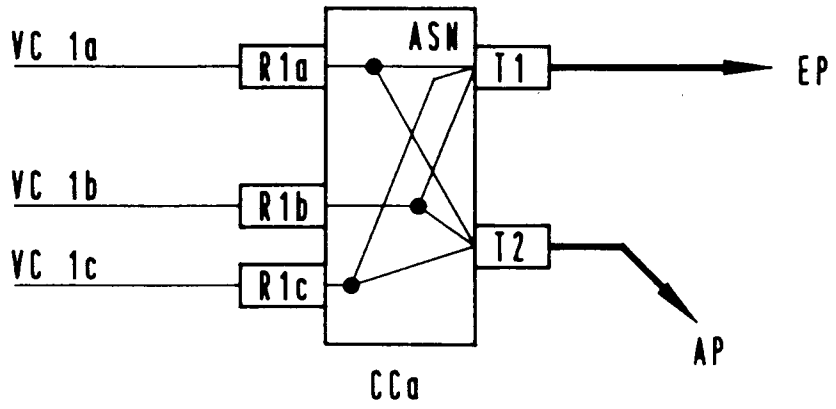 VC 1a
R1a
ASN
T1
EP
VC 1b
R1b
VC 1c
R1c
T2
AP
CCa